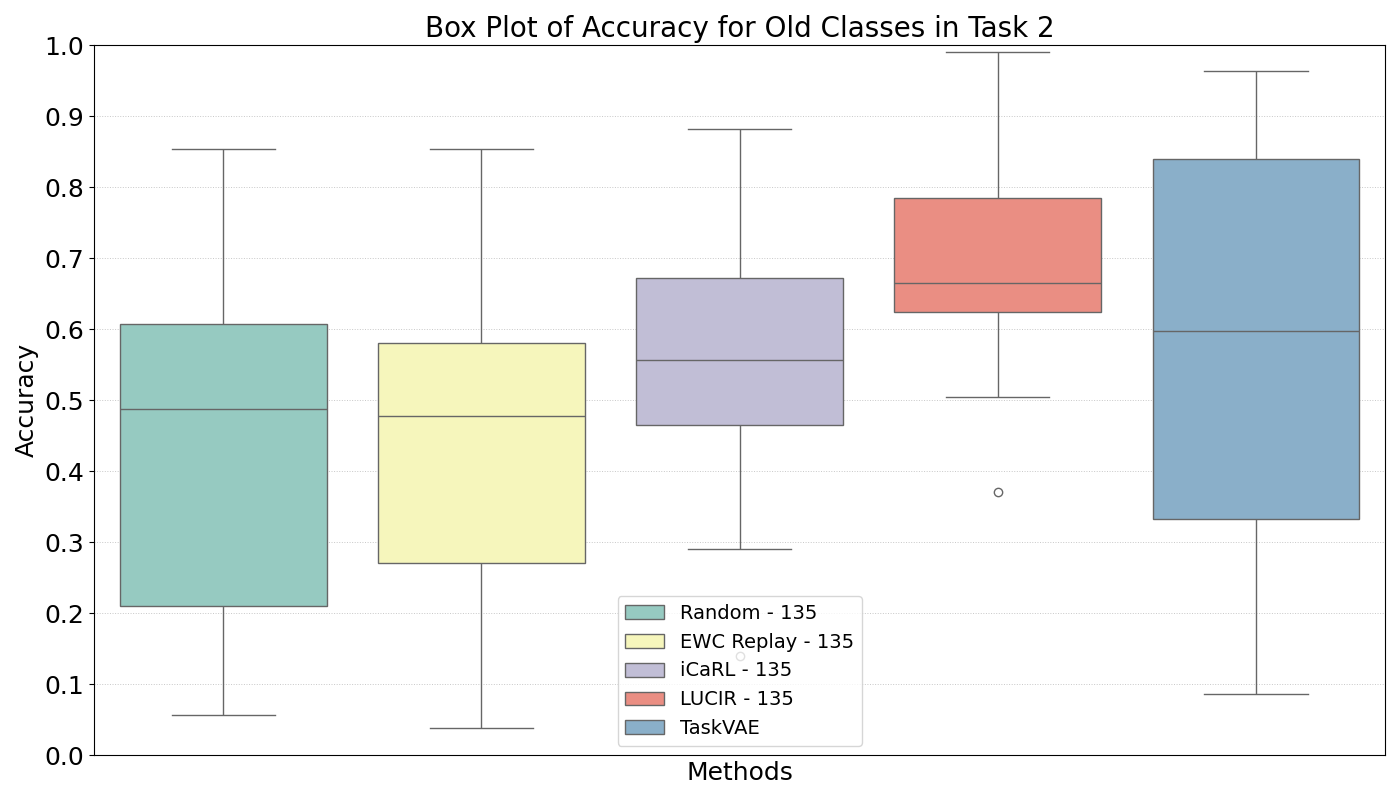 Box Plot of Accuracy for Old Classes in Task 2
1.0
0.9
0.8
0.7
0.6
0.5
0.4
0.3
0.2
0.1
0.0
Accuracy
Random - 135
EWC Replay - 135
iCaRL - 135
LUCIR - 135
TaskVAE
Methods